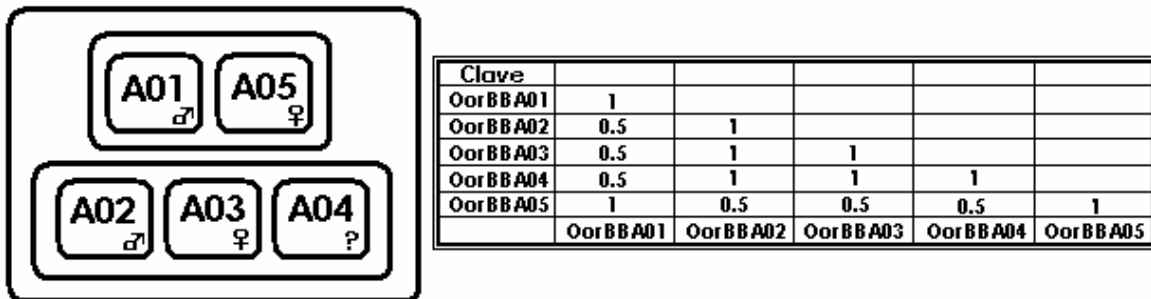 A01 ♂ A05 ♀
A02 ♂ A03 ♀ A04 ?
Clave
OorBBA01 1
OorBBA02 0.5 1
OorBBA03 0.5 1 1
OorBBA04 0.5 1 1 1
OorBBA05 1 0.5 0.5 0.5 1
OorBBA01 OorBBA02 OorBBA03 OorBBA04 OorBBA05